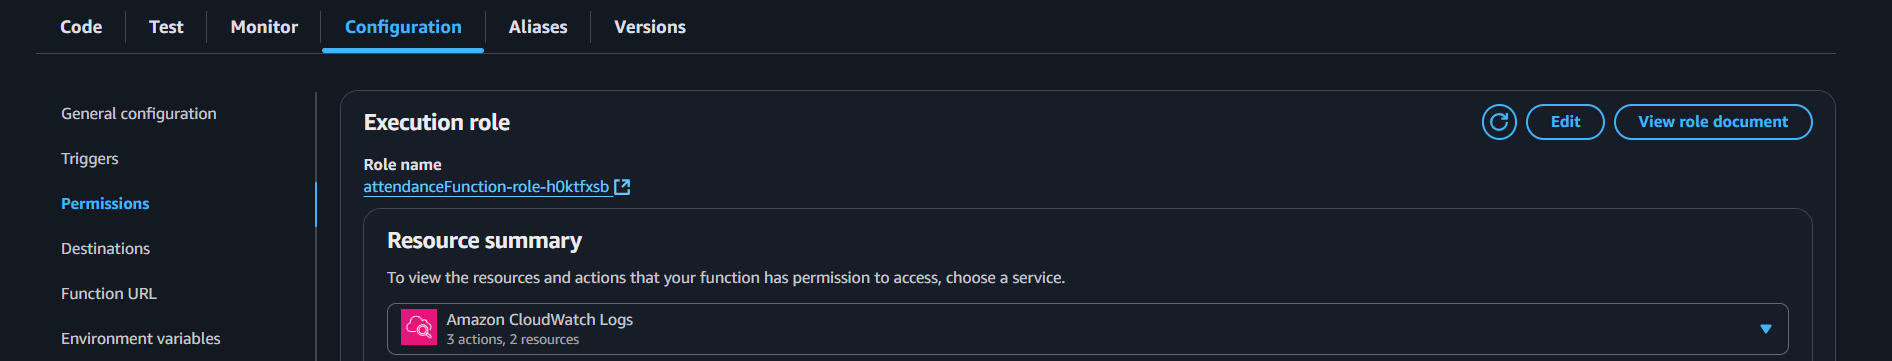 Code Test Monitor Configuration Aliases Versions
General configuration
Triggers
Permissions
Destinations
Function URL
Environment variables
Execution role
Edit
View role document
Role name
attendanceFunction-role-h0ktfxsb
Resource summary
To view the resources and actions that your function has permission to access, choose a service.
Amazon CloudWatch Logs
3 actions, 2 resources